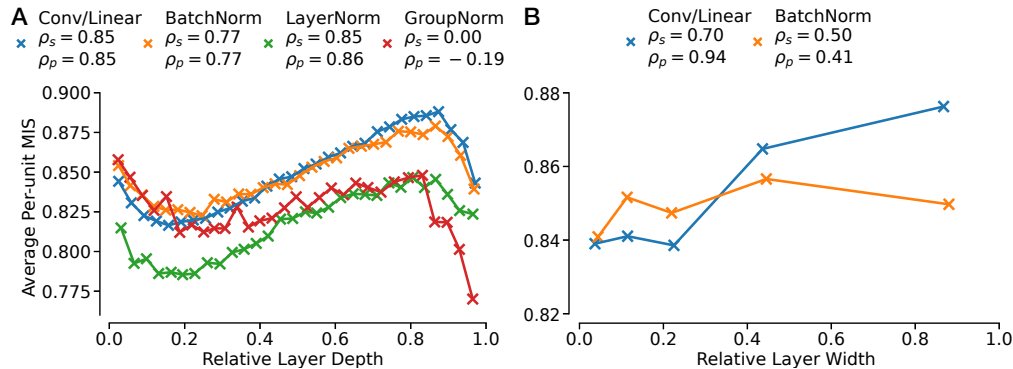 A
Conv/Linear BatchNorm LayerNorm GroupNorm
ρs = 0.85 ρs = 0.77 ρs = 0.85 ρs = 0.00
ρp = 0.85 ρp = 0.77 ρp = 0.86 ρp = − 0.19
Average Per-unit MIS
0.900
0.875
0.850
0.825
0.800
0.775
0.0 0.2 0.4 0.6 0.8 1.0
Relative Layer Depth
B
Conv/Linear BatchNorm
ρs = 0.70 ρs = 0.50
ρp = 0.94 ρp = 0.41
0.88
0.86
0.84
0.82
0.0 0.2 0.4 0.6 0.8 1.0
Relative Layer Width